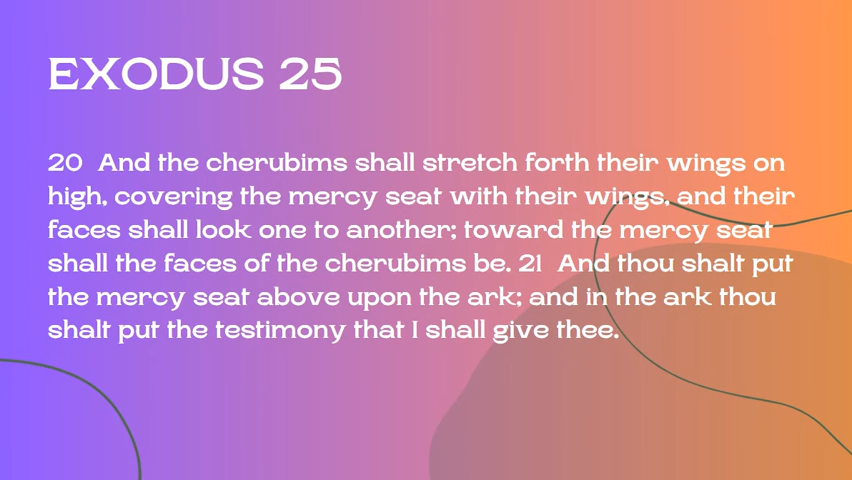 EXODUS 25
20 And the cherubims shall stretch forth their wings on
high, covering the mercy seat with their wings, and their
faces shall look one to another; toward the mercy seat
shall the faces of the cherubims be. 21 And thou shalt put
the mercy seat above upon the ark; and in the ark thou
shalt put the testimony that I shall give thee.